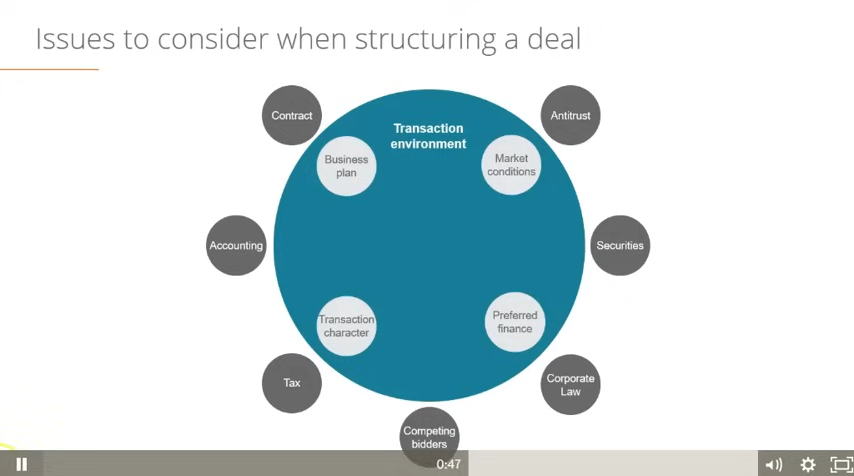 Issues to consider when structuring a deal
Contract
Antitrust
Transaction
environment
Business
plan
Market
conditions
Accounting
Securities
Transaction
character
Preferred
finance
Tax
Corporate
Law
Competing
bidders
0:47